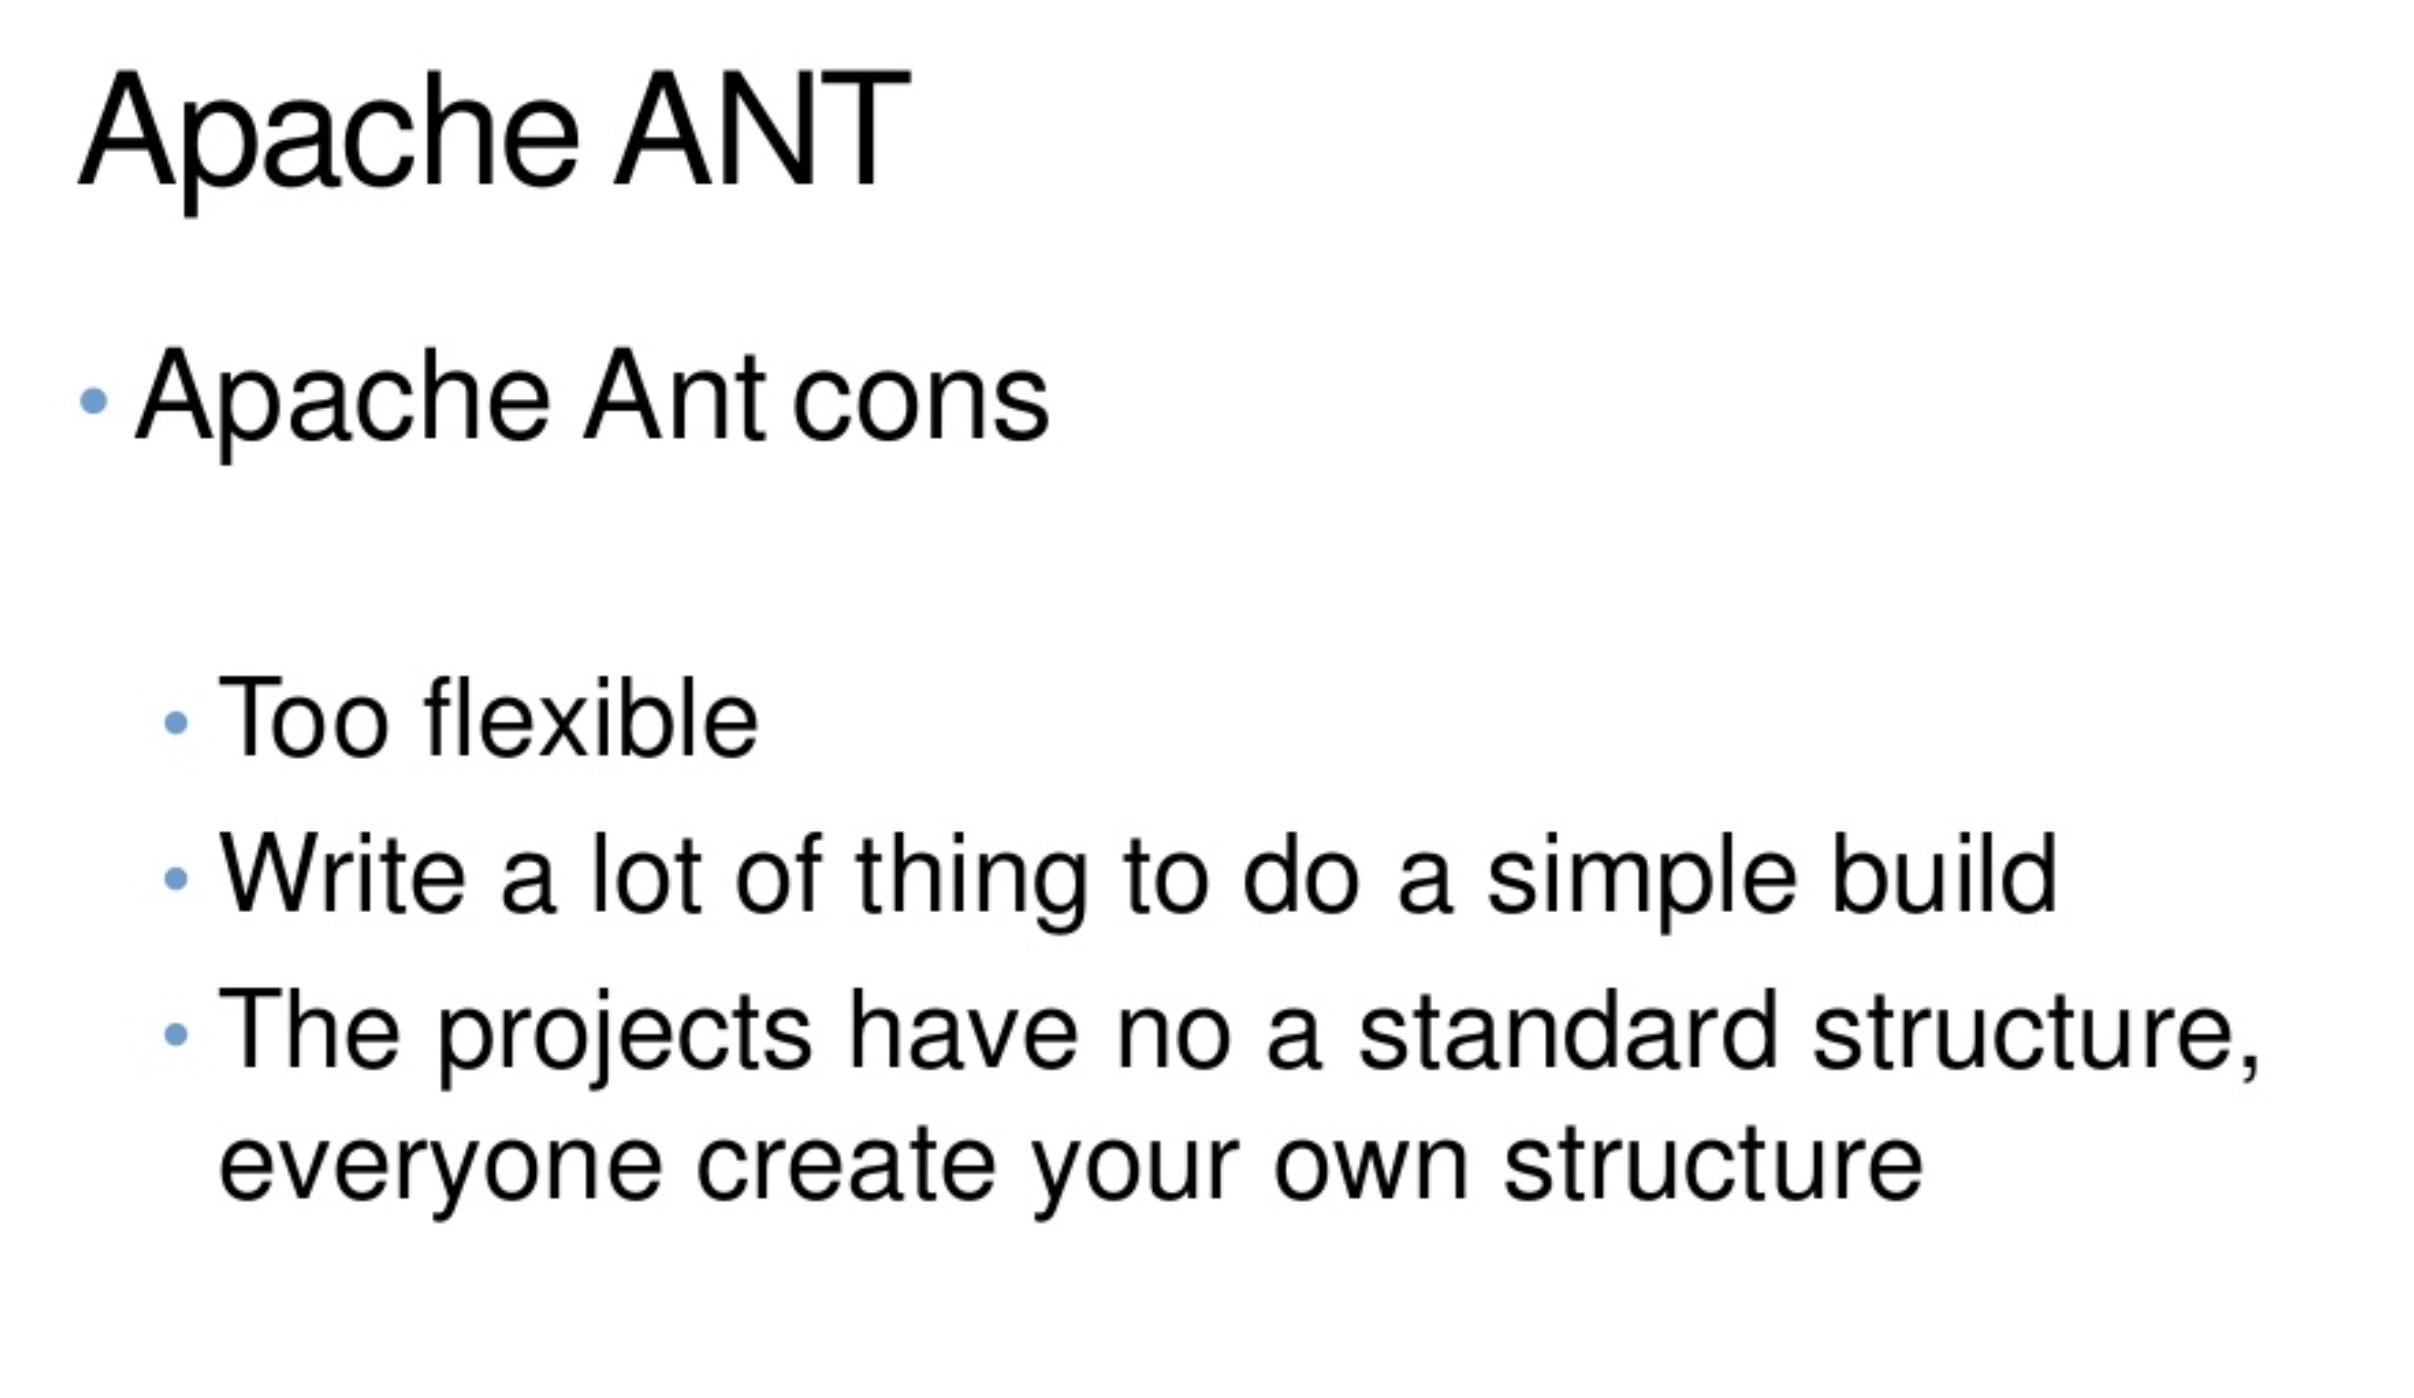 Apache ANT
• Apache Ant cons
• Too flexible
• Write a lot of thing to do a simple build
• The projects have no a standard structure,
everyone create your own structure